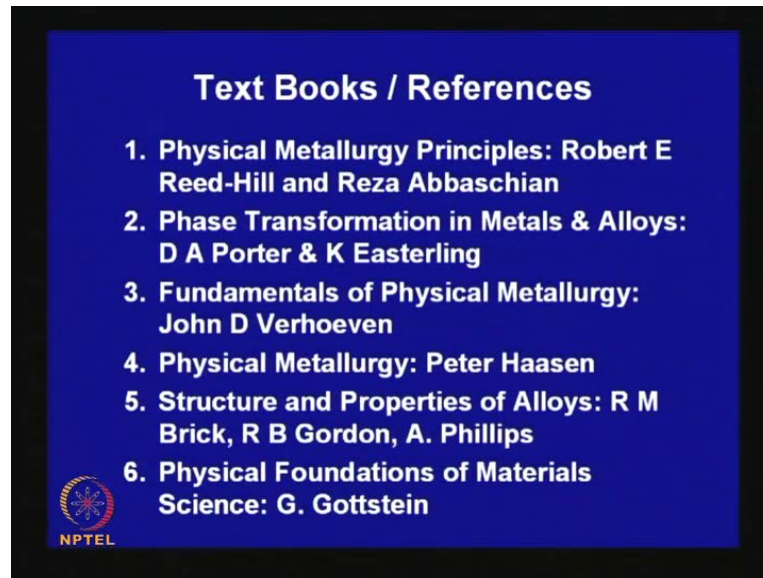 Text Books / References
1. Physical Metallurgy Principles: Robert E
Reed-Hill and Reza Abbaschian
2. Phase Transformation in Metals & Alloys:
D A Porter & K Easterling
3. Fundamentals of Physical Metallurgy:
John D Verhoeven
4. Physical Metallurgy: Peter Haasen
5. Structure and Properties of Alloys: R M
Brick, R B Gordon, A. Phillips
6. Physical Foundations of Materials
Science: G. Gottstein
NPTEL